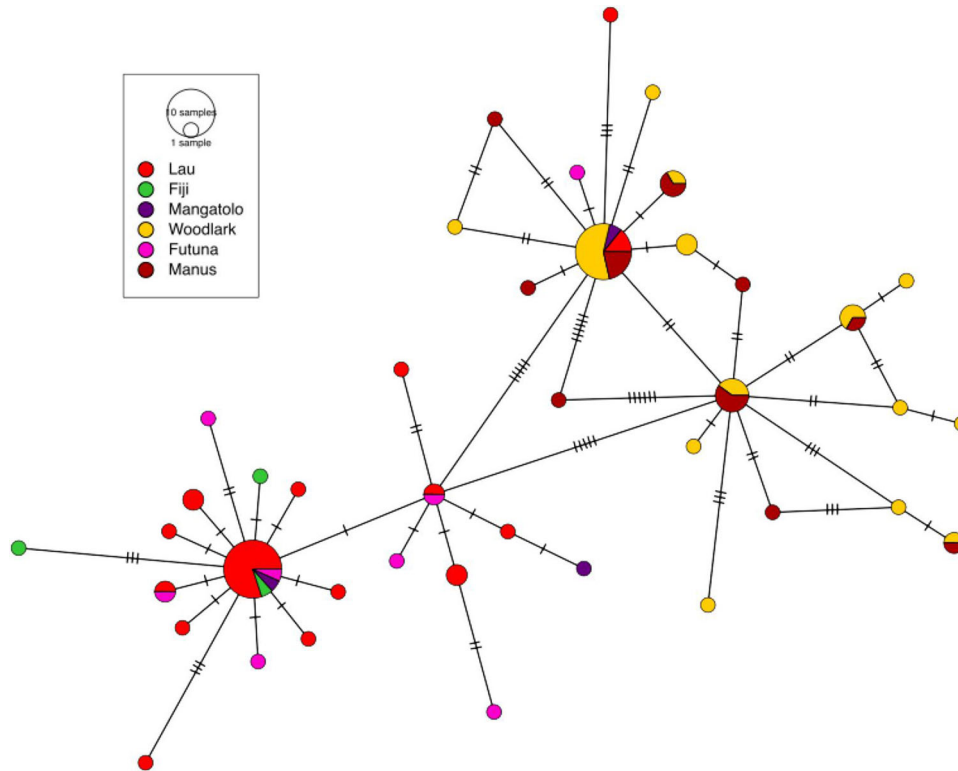 10 samples
1 sample
Lau
Fiji
Mangatolo
Woodlark
Futuna
Manus